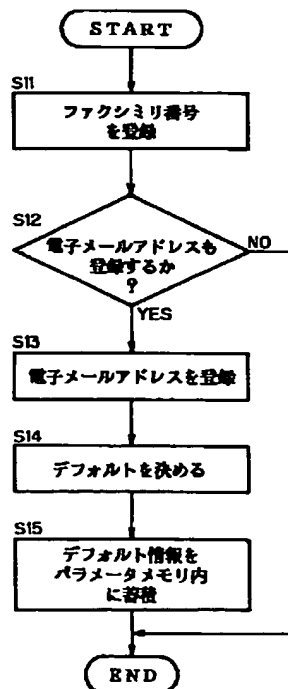 START
S11
ファクシミリ番号
を登録
S12
電子メールアドレスも
登録するか
?
NO
YES
S13
電子メールアドレスを登録
S14
デフォルトを決める
S15
デフォルト情報を
パラメータメモリ内
に蓄積
END